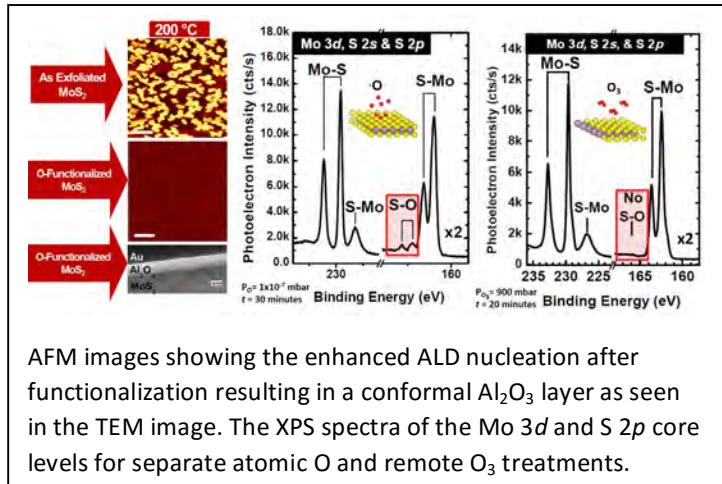 200 °C
As Exfoliated
MoS₂
O-Functionalized
MoS₂
O-Functionalized
MoS₂
Au
Al₂O₃
MoS₂
Mo 3d, S 2s & S 2p
Photoelectron Intensity (cts/s)
18.0k
16.0k
14.0k
12.0k
10.0k
8.0k
6.0k
4.0k
2.0k
0.0
Mo-S
O
S-Mo
S-Mo
S-O
x2
230
160
P_O= 1x10⁻⁷ mbar
t = 30 minutes
Binding Energy (eV)
Mo 3d, S 2s, & S 2p
Photoelectron Intensity (cts/s)
14k
12k
10k
8k
6k
4k
2k
0
Mo-S
O₃
S-Mo
S-Mo
No
S-O
x2
235
230
225
165
160
P_O₃= 900 mbar
t = 20 minutes
Binding Energy (eV)
AFM images showing the enhanced ALD nucleation after
functionalization resulting in a conformal Al₂O₃ layer as seen
in the TEM image. The XPS spectra of the Mo 3d and S 2p core
levels for separate atomic O and remote O₃ treatments.